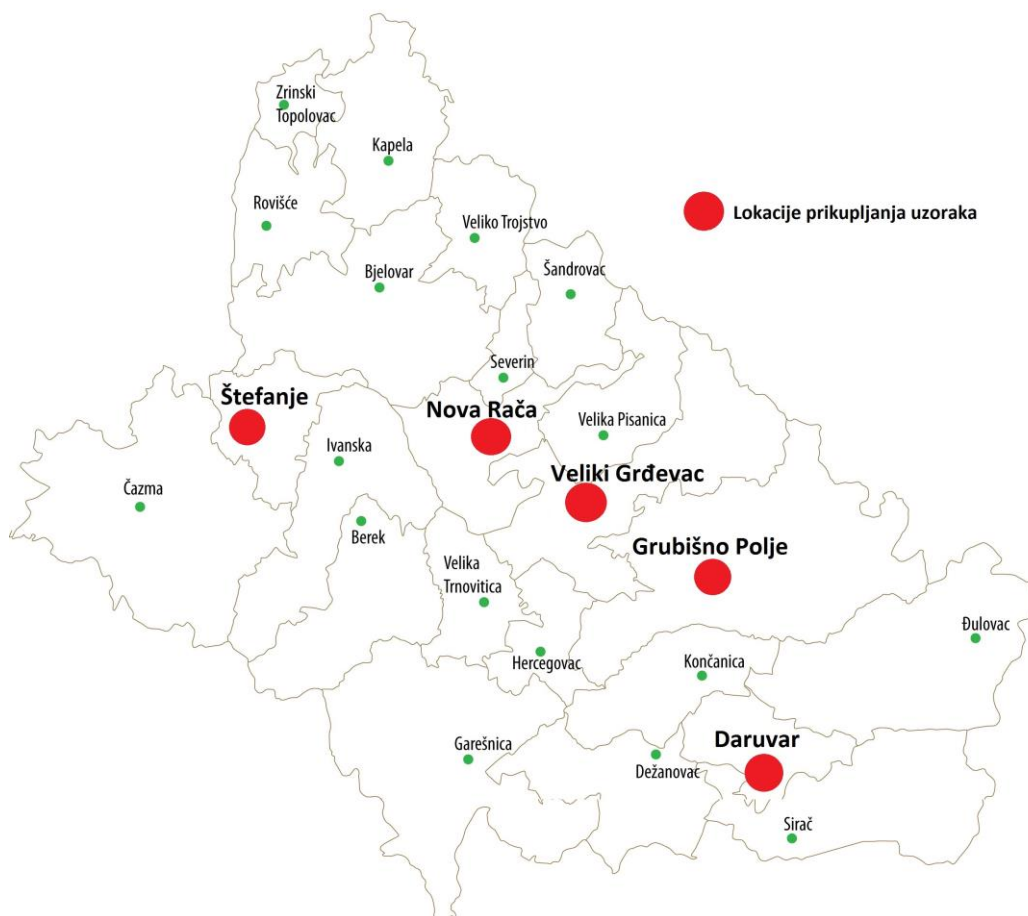 Zrinski
Topolovac
Kapela
Rovišće
Lokacije prikupljanja uzoraka
Veliko Trojstvo
Šandrovac
Bjelovar
Severin
Štefanje
Nova Rača
Velika Pisanica
Ivanska
Veliki Grđevac
Čazma
Berek
Grubišno Polje
Velika
Trnovitica
Đulovac
Hercegovac
Končanica
Daruvar
Garešnica
Dežanovac
Sirač